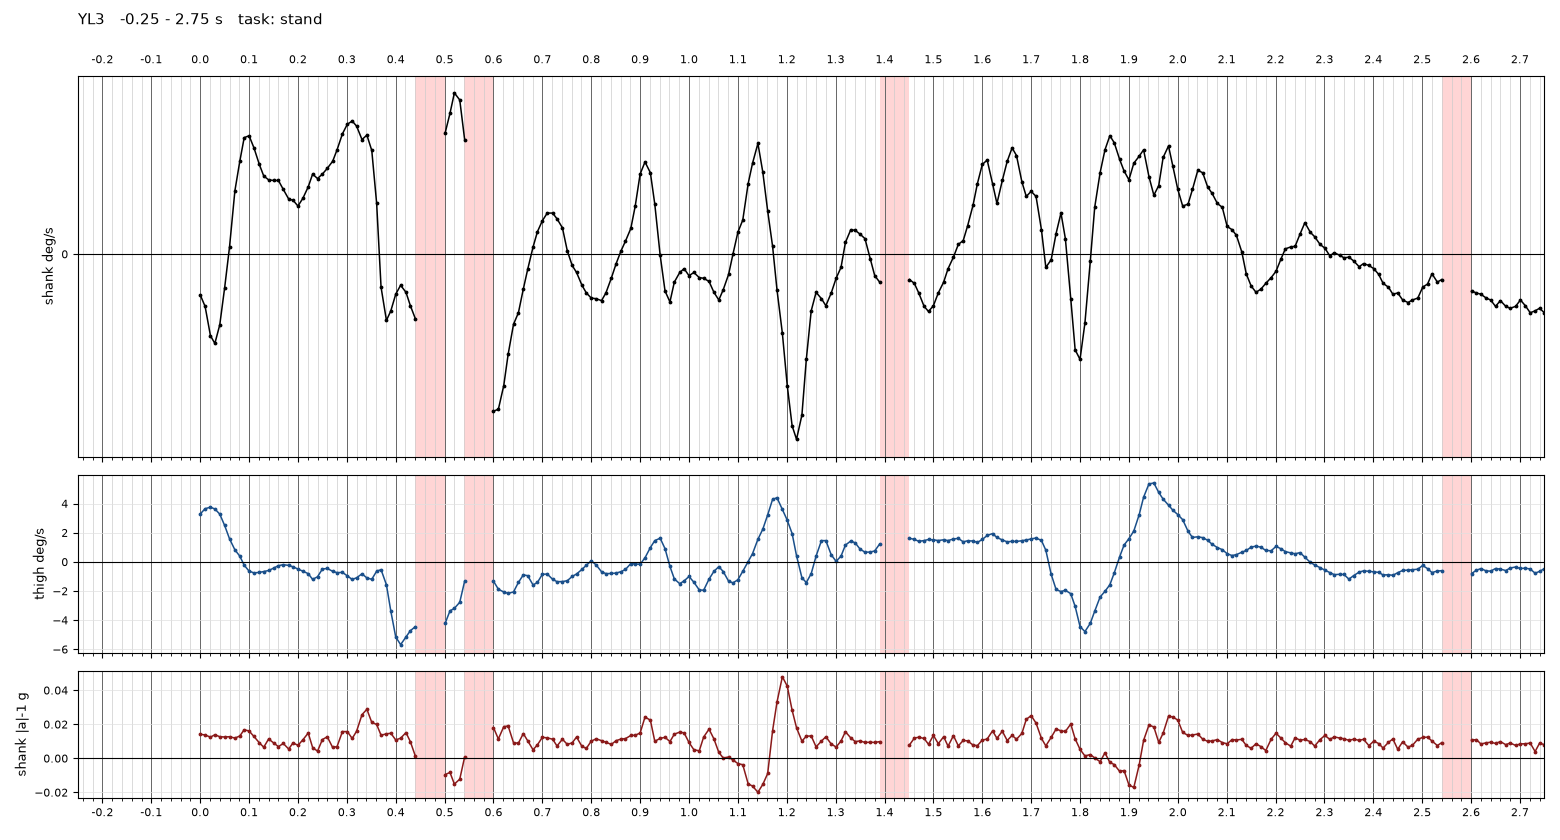 YL3 -0.25 - 2.75 s task: stand
-0.2 -0.1 0.0 0.1 0.2 0.3 0.4 0.5 0.6 0.7 0.8 0.9 1.0 1.1 1.2 1.3 1.4 1.5 1.6 1.7 1.8 1.9 2.0 2.1 2.2 2.3 2.4 2.5 2.6 2.7
shank deg/s
0
thigh deg/s
4
2
0
−2
−4
−6
shank |a|-1 g
0.04
0.02
0.00
−0.02
-0.2 -0.1 0.0 0.1 0.2 0.3 0.4 0.5 0.6 0.7 0.8 0.9 1.0 1.1 1.2 1.3 1.4 1.5 1.6 1.7 1.8 1.9 2.0 2.1 2.2 2.3 2.4 2.5 2.6 2.7